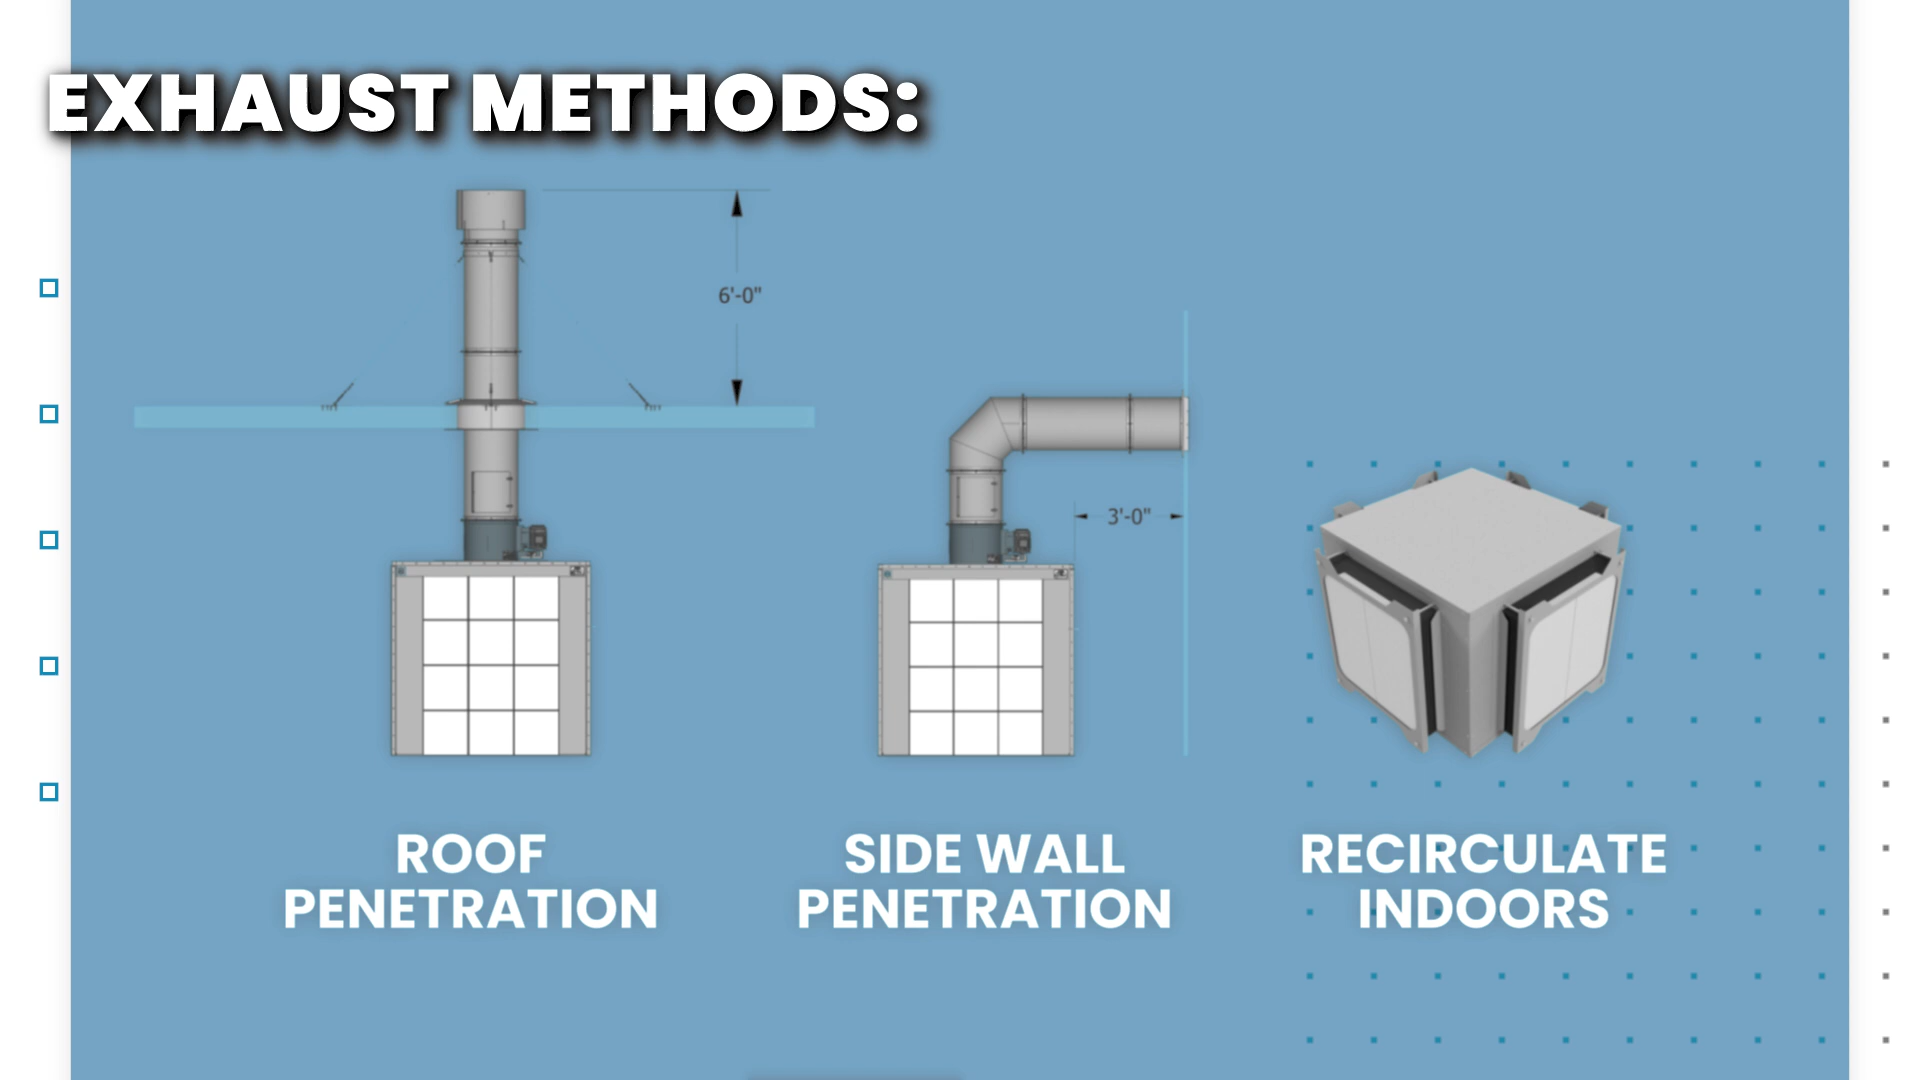 EXHAUST METHODS:
6'-0"
3'-0"
ROOF
PENETRATION
SIDE WALL
PENETRATION
RECIRCULATE
INDOORS